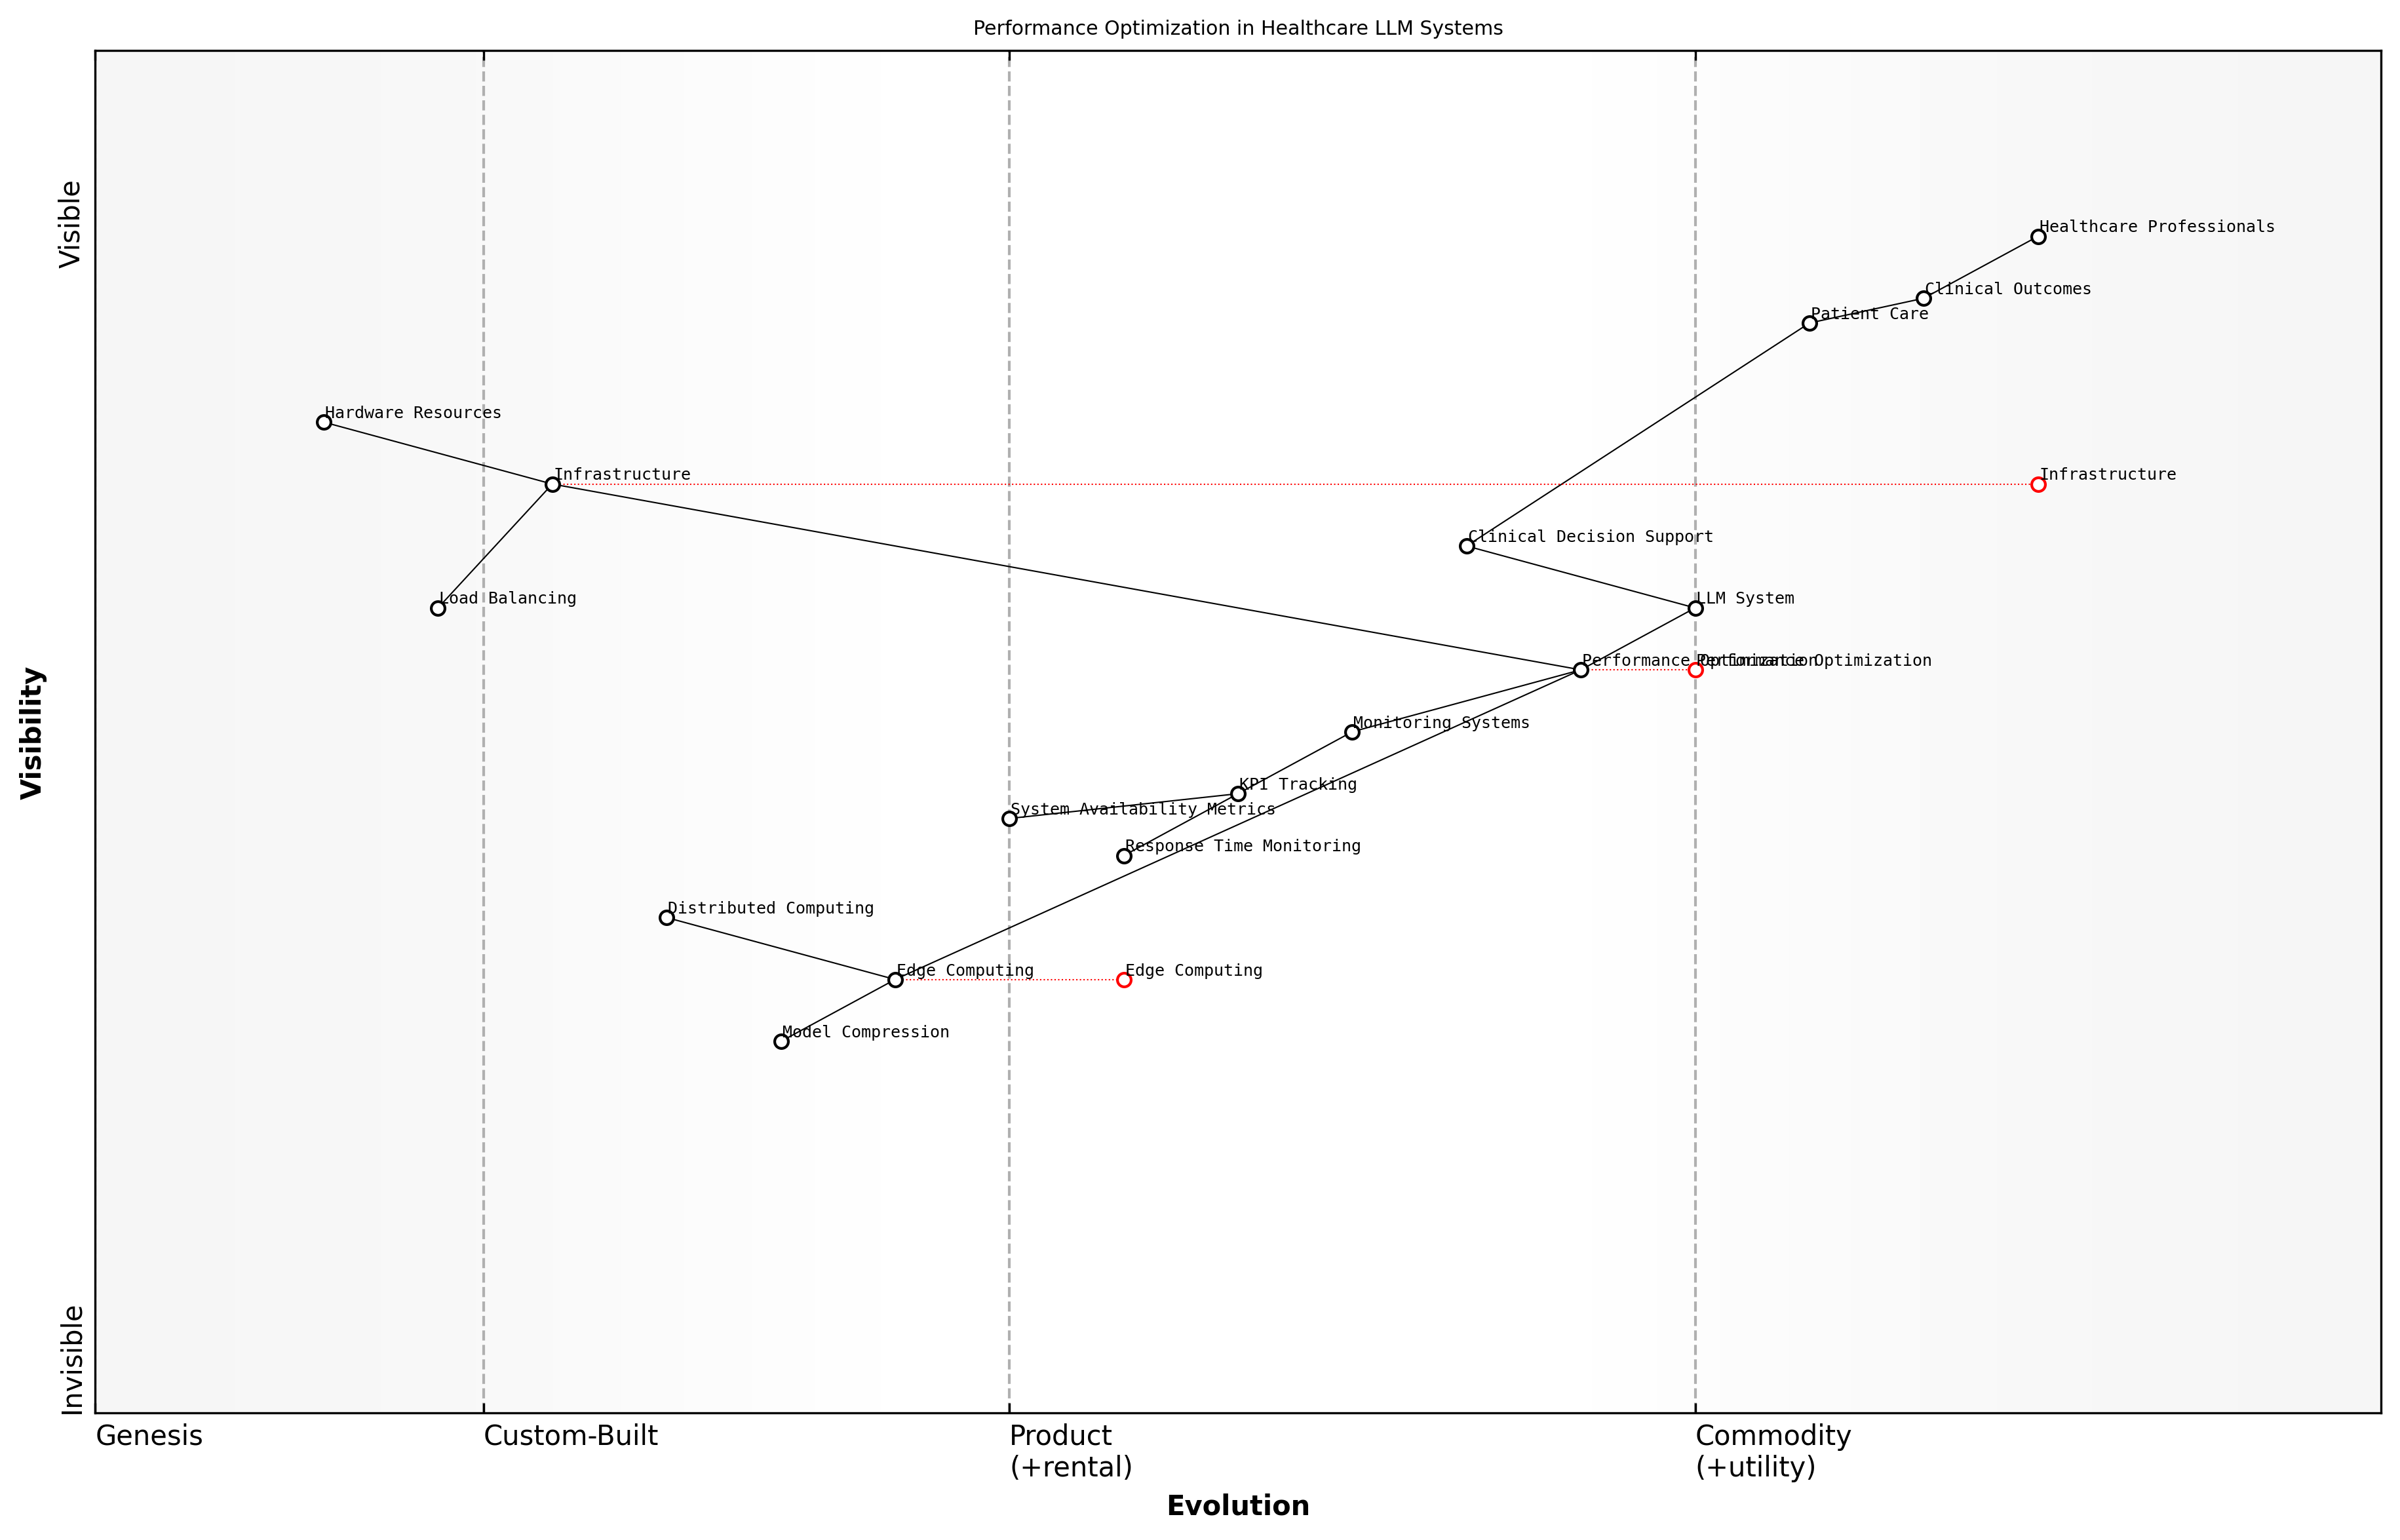 Performance Optimization in Healthcare LLM Systems
Visible
Healthcare Professionals
Clinical Outcomes
Patient Care
Hardware Resources
Infrastructure
Infrastructure
Clinical Decision Support
Load Balancing
LLM System
Performance Optimization
Performance Optimization
Visibility
Monitoring Systems
KPI Tracking
System Availability Metrics
Response Time Monitoring
Distributed Computing
Edge Computing
Edge Computing
Model Compression
Invisible
Genesis
Custom-Built
Product
(+rental)
Commodity
(+utility)
Evolution